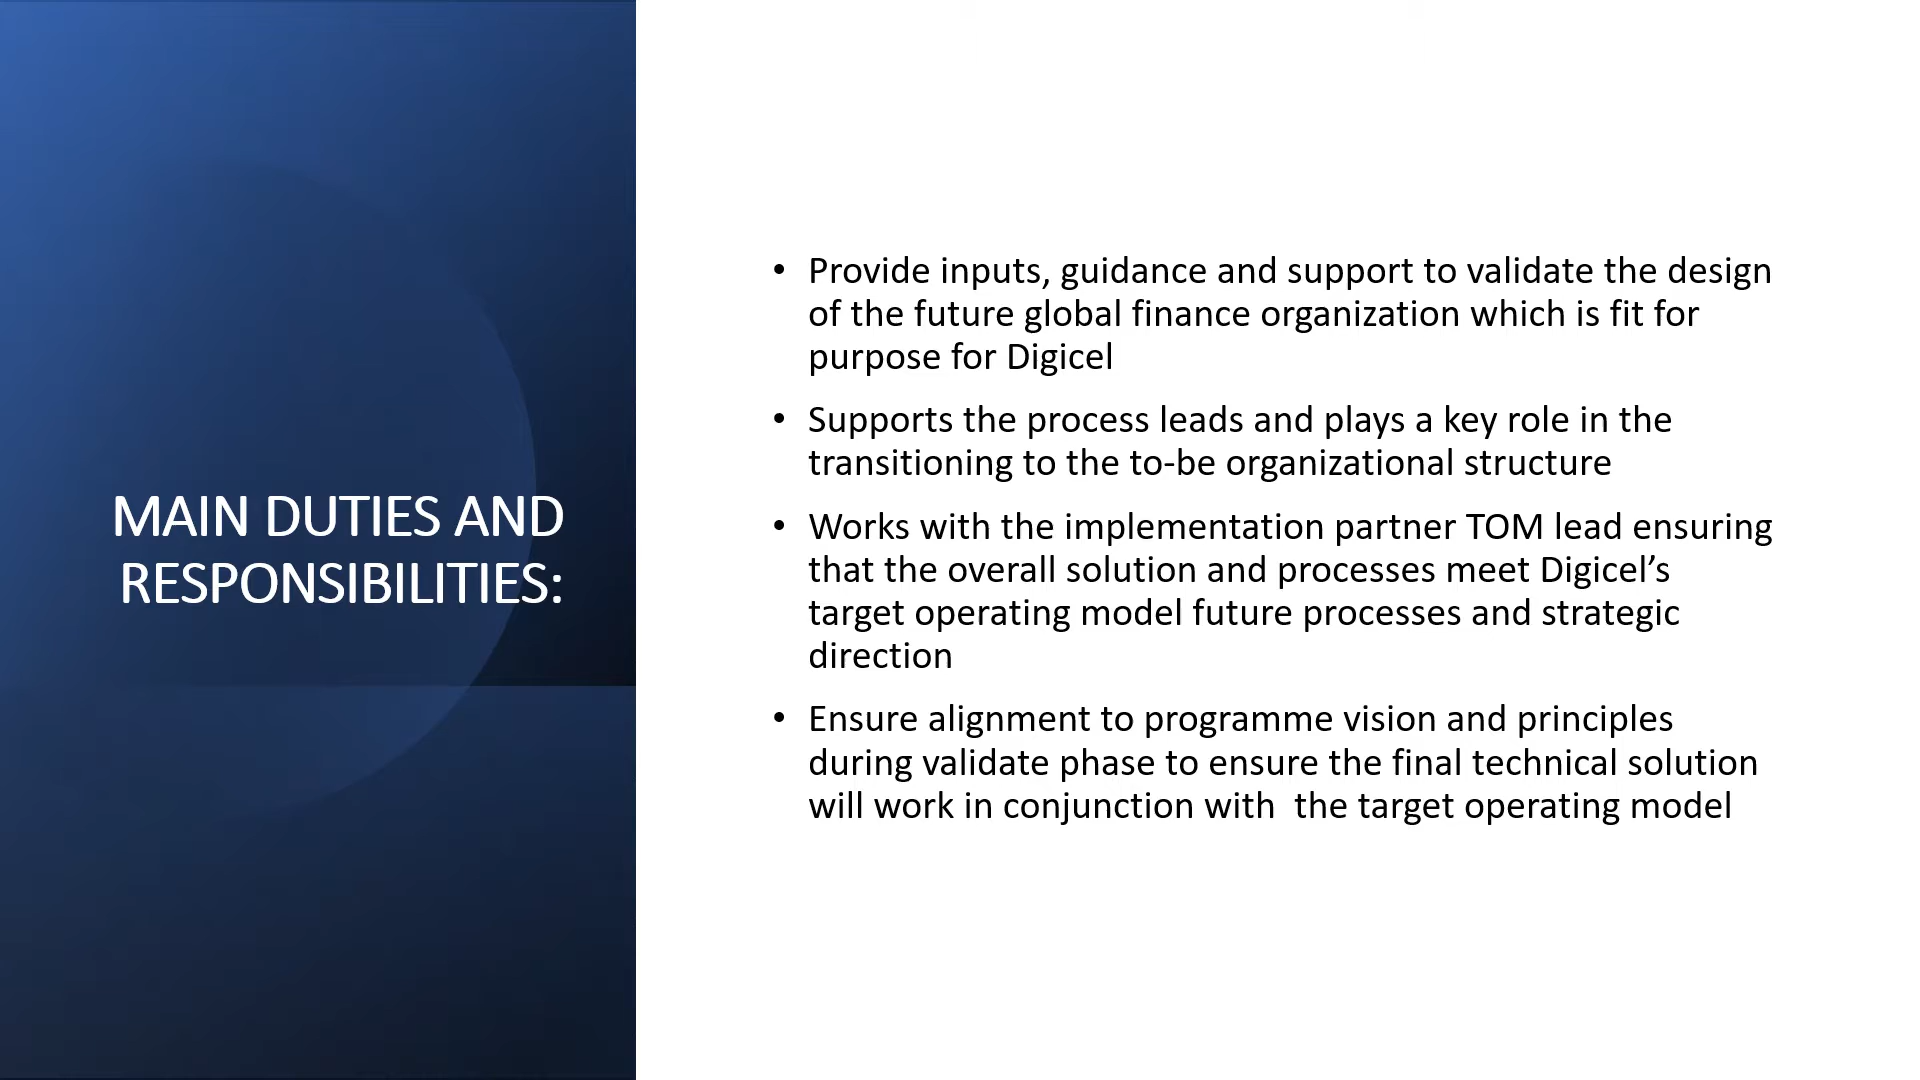 MAIN DUTIES AND
RESPONSIBILITIES:
• Provide inputs, guidance and support to validate the design
of the future global finance organization which is fit for
purpose for Digicel
• Supports the process leads and plays a key role in the
transitioning to the to-be organizational structure
• Works with the implementation partner TOM lead ensuring
that the overall solution and processes meet Digicel’s
target operating model future processes and strategic
direction
• Ensure alignment to programme vision and principles
during validate phase to ensure the final technical solution
will work in conjunction with  the target operating model